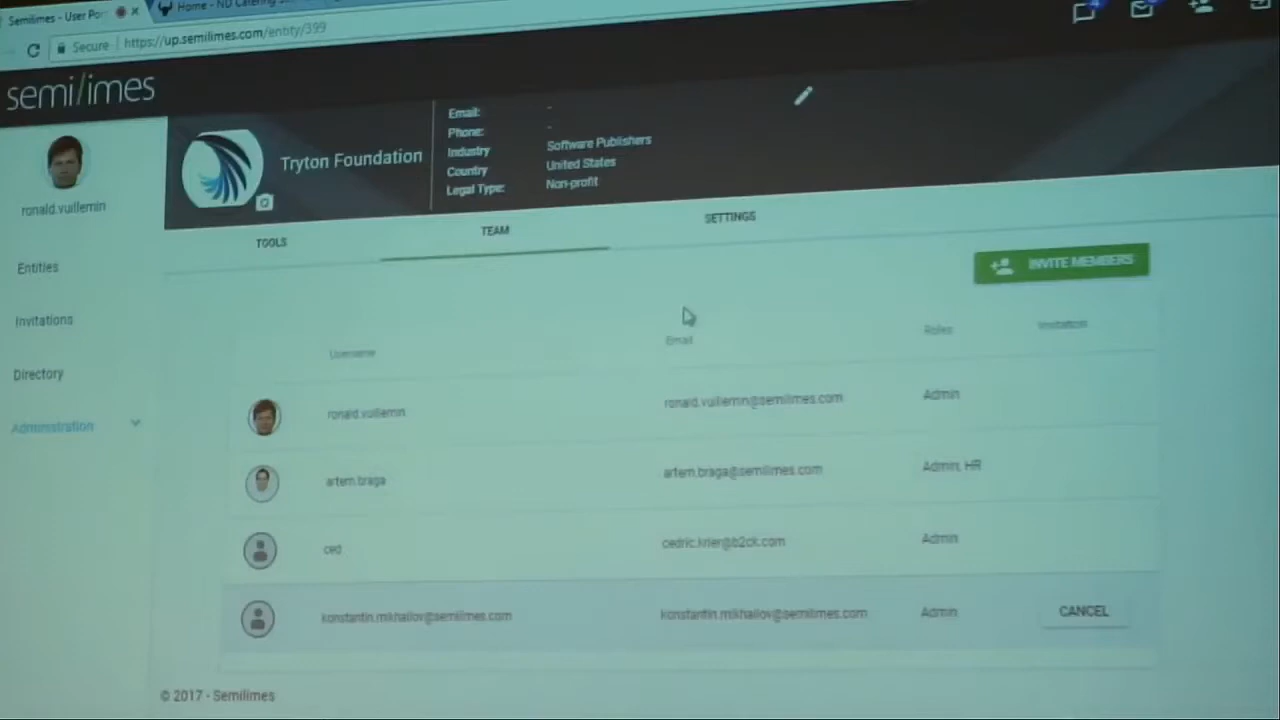 Semilimes - User Por
Home - ND Catering
Secure https://up.semilimes.com/entity/399
semi/imes
ronald.vuillemin
Entities
Invitations
Directory
Administration
Tryton Foundation
Email: -
Phone: -
Industry Software Publishers
Country United States
Legal Type: Non-profit
TOOLS TEAM SETTINGS
INVITE MEMBERS
Username Email Roles Invitation
ronald.vuillemin ronald.vuillemin@semilimes.com Admin
artem.braga artem.braga@semilimes.com Admin, HR
ced cedric.krier@b2ck.com Admin
konstantin.mikhailov@semilimes.com konstantin.mikhailov@semilimes.com Admin CANCEL
© 2017 - Semilimes